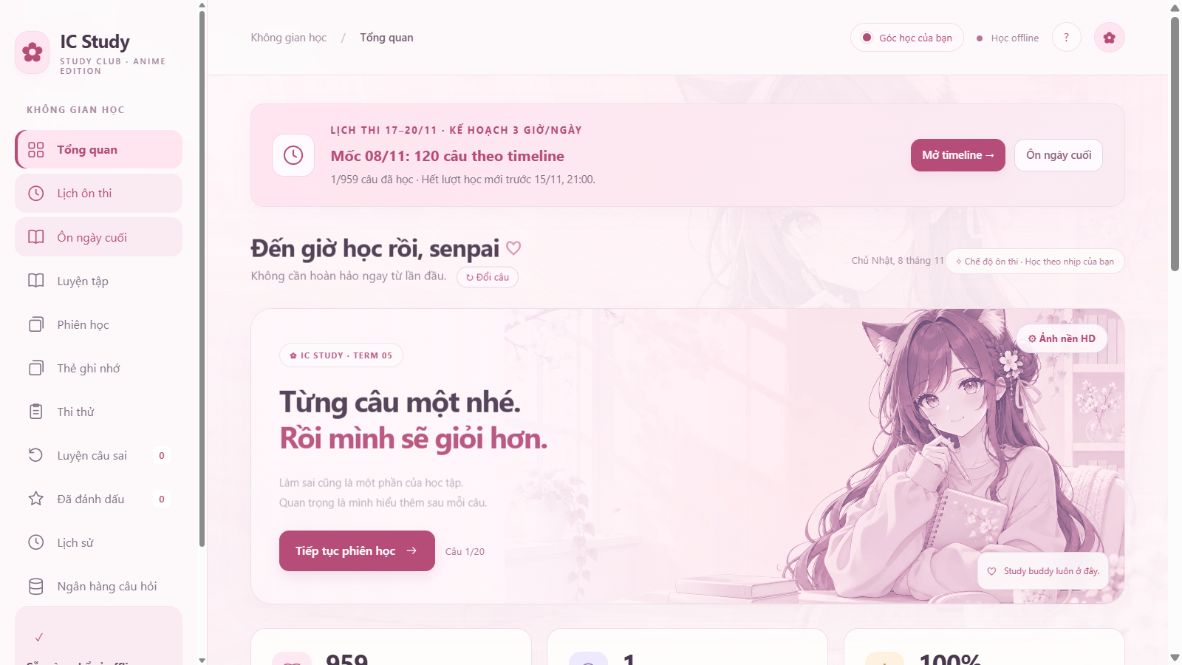 IC Study
STUDY CLUB · ANIME
EDITION
KHÔNG GIAN HỌC
Tổng quan
Lịch ôn thi
Ôn ngày cuối
Luyện tập
Phiên học
Thẻ ghi nhớ
Thi thử
Luyện câu sai 0
Đã đánh dấu 0
Lịch sử
Ngân hàng câu hỏi
Không gian học / Tổng quan
Góc học của bạn
Học offline
?
LỊCH THI 17–20/11 · KẾ HOẠCH 3 GIỜ/NGÀY
Mốc 08/11: 120 câu theo timeline
1/959 câu đã học · Hết lượt học mới trước 15/11, 21:00.
Mở timeline →
Ôn ngày cuối
Đến giờ học rồi, senpai ♡
Không cần hoàn hảo ngay từ lần đầu.
↻ Đổi câu
Chủ Nhật, 8 tháng 11
✧ Chế độ ôn thi · Học theo nhịp của bạn
✿ IC STUDY · TERM 05
⚙ Ảnh nền HD
Từng câu một nhé.
Rồi mình sẽ giỏi hơn.
Làm sai cũng là một phần của học tập.
Quan trọng là mình hiểu thêm sau mỗi câu.
Tiếp tục phiên học →
Câu 1/20
♡ Study buddy luôn ở đây.
959
1
100%